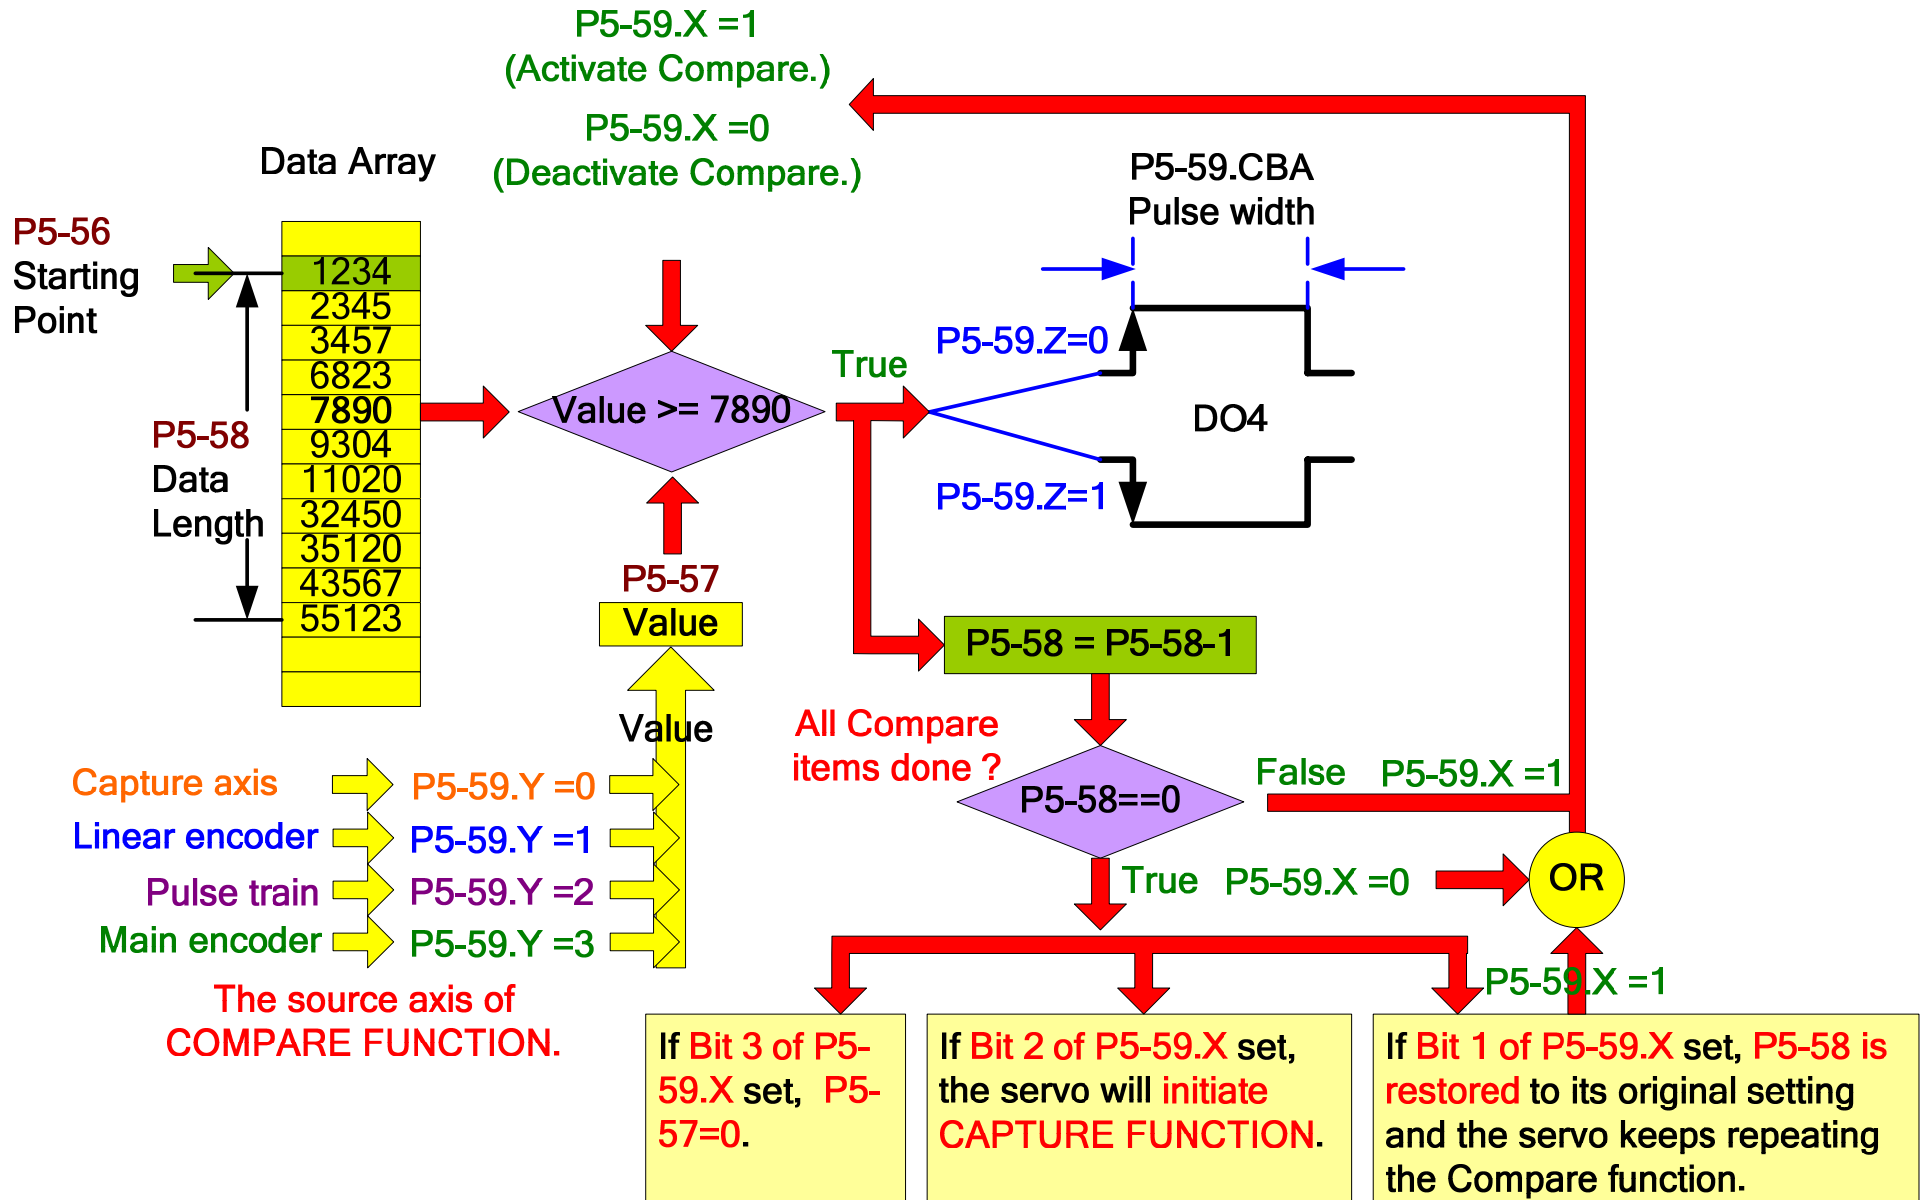 P5-59.X =1
(Activate Compare.)
P5-59.X =0
(Deactivate Compare.)
Data Array
P5-56
Starting
Point
1234
2345
3457
6823
7890
9304
11020
32450
35120
43567
55123
P5-58
Data
Length
Value >= 7890
True
P5-59.CBA
Pulse width
P5-59.Z=0
DO4
P5-59.Z=1
P5-57
Value
Value
Capture axis
P5-59.Y =0
Linear encoder
P5-59.Y =1
Pulse train
P5-59.Y =2
Main encoder
P5-59.Y =3
The source axis of
COMPARE FUNCTION.
P5-58 = P5-58-1
All Compare
items done ?
P5-58==0
False P5-59.X =1
True P5-59.X =0
OR
P5-59.X =1
If Bit 3 of P5-
59.X set, P5-
57=0.
If Bit 2 of P5-59.X set,
the servo will initiate
CAPTURE FUNCTION.
If Bit 1 of P5-59.X set, P5-58 is
restored to its original setting
and the servo keeps repeating
the Compare function.